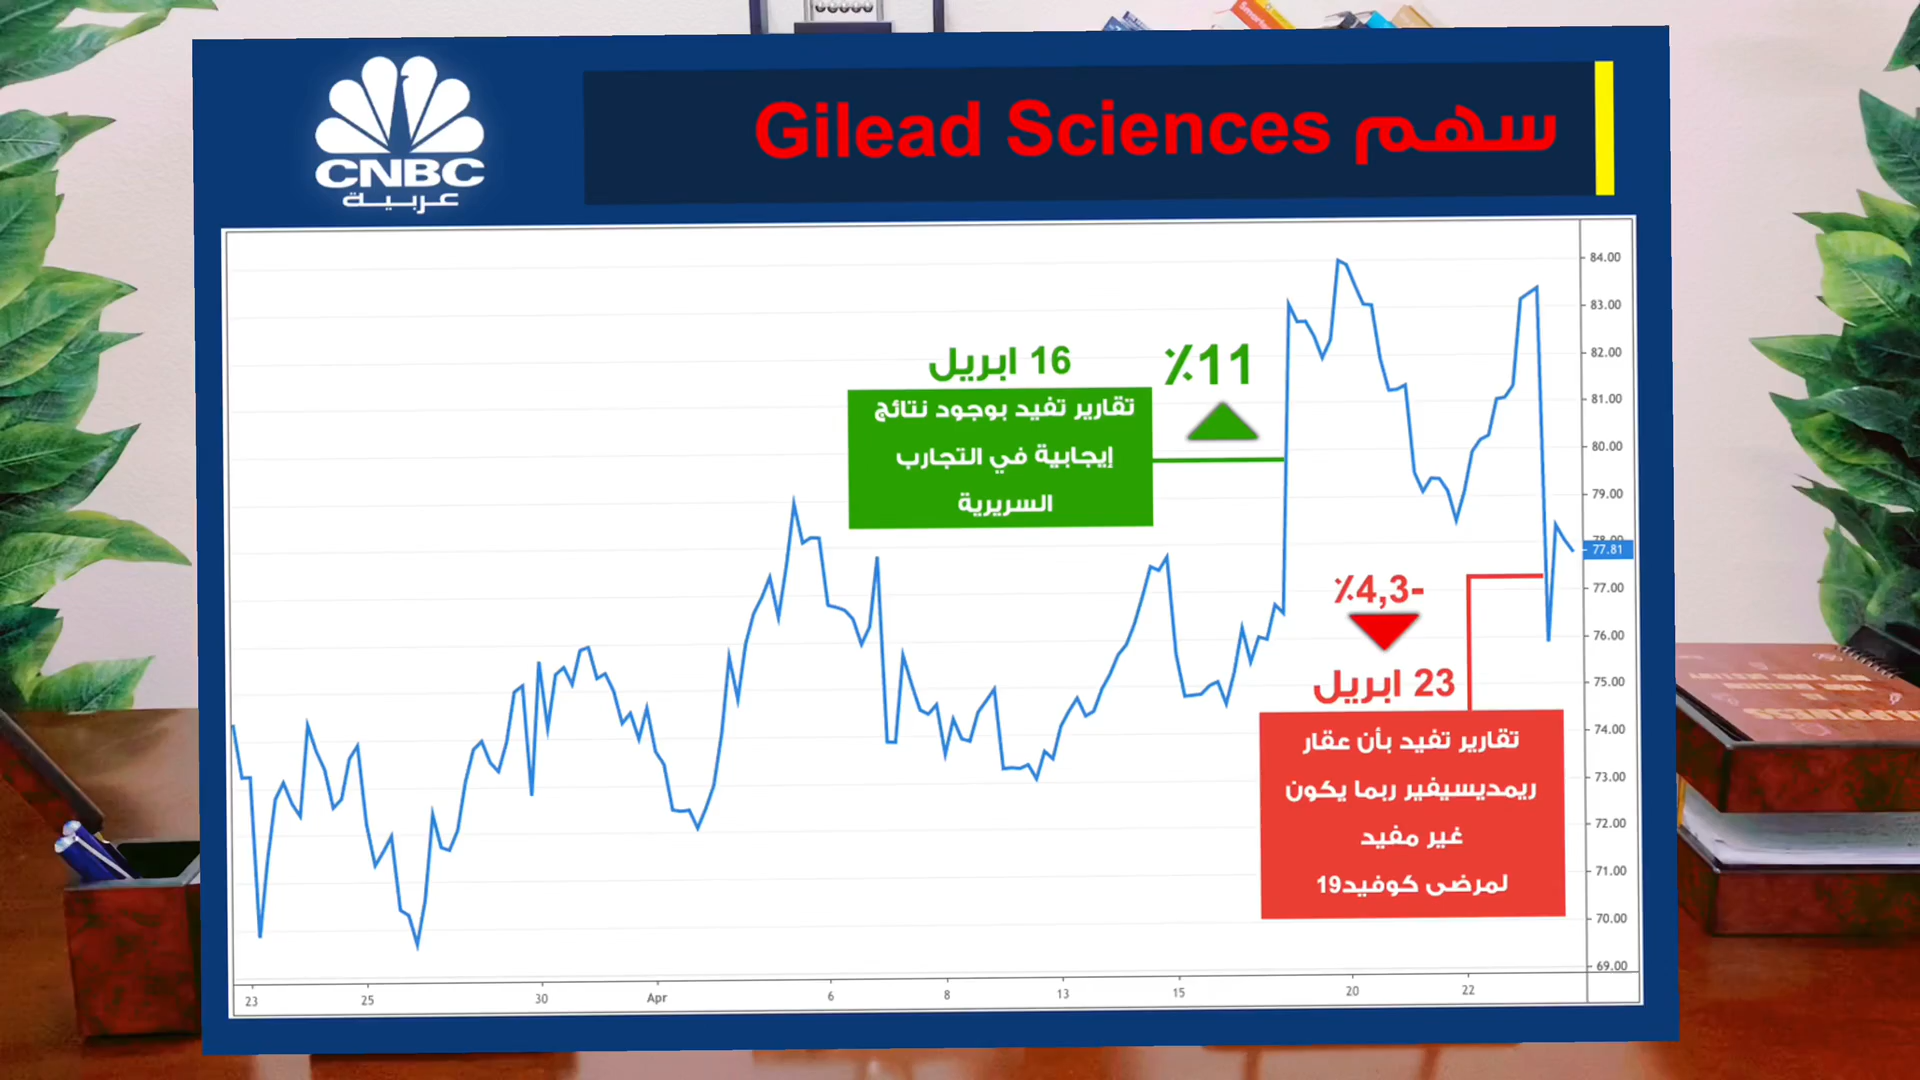 CNBC
عربية
سهم Gilead Sciences
84.00
83.00
82.00
81.00
80.00
79.00
78.00
77.81
77.00
76.00
75.00
74.00
73.00
72.00
71.00
70.00
69.00
16 ابريل
٪11
تقارير تفيد بوجود نتائج
إيجابية في التجارب
السريرية
٪4,3-
23 ابريل
تقارير تفيد بأن عقار
ريمديسيفير ربما يكون
غير مفيد
لمرضى كوفيد19
23
25
30
Apr
6
8
13
15
20
22